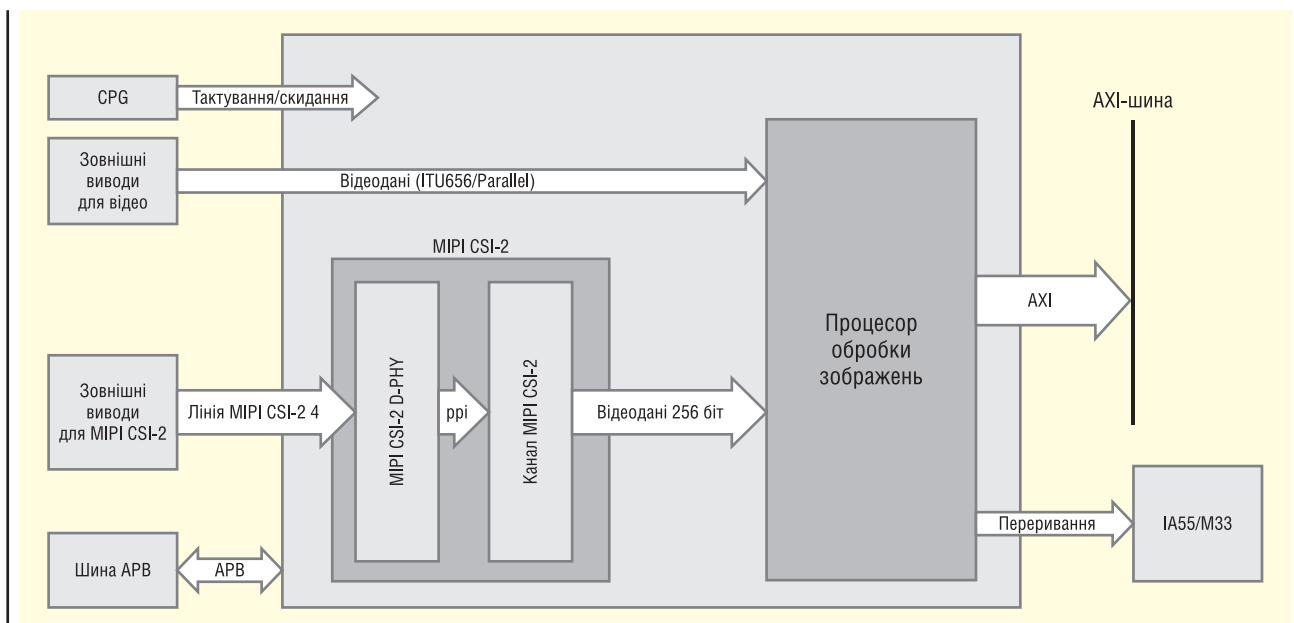 CPG
Тактування/скидання
AXI-шина
Зовнішні
виводи
для відео
Відеодані (ITU656/Parallel)
MIPI CSI-2
Зовнішні
виводи
для MIPI CSI-2
Лінія MIPI CSI-2 4
MIPI CSI-2 D-PHY
ppi
Канал MIPI CSI-2
Відеодані 256 біт
Процесор
обробки
зображень
AXI
Переривання
IA55/M33
Шина APB
APB